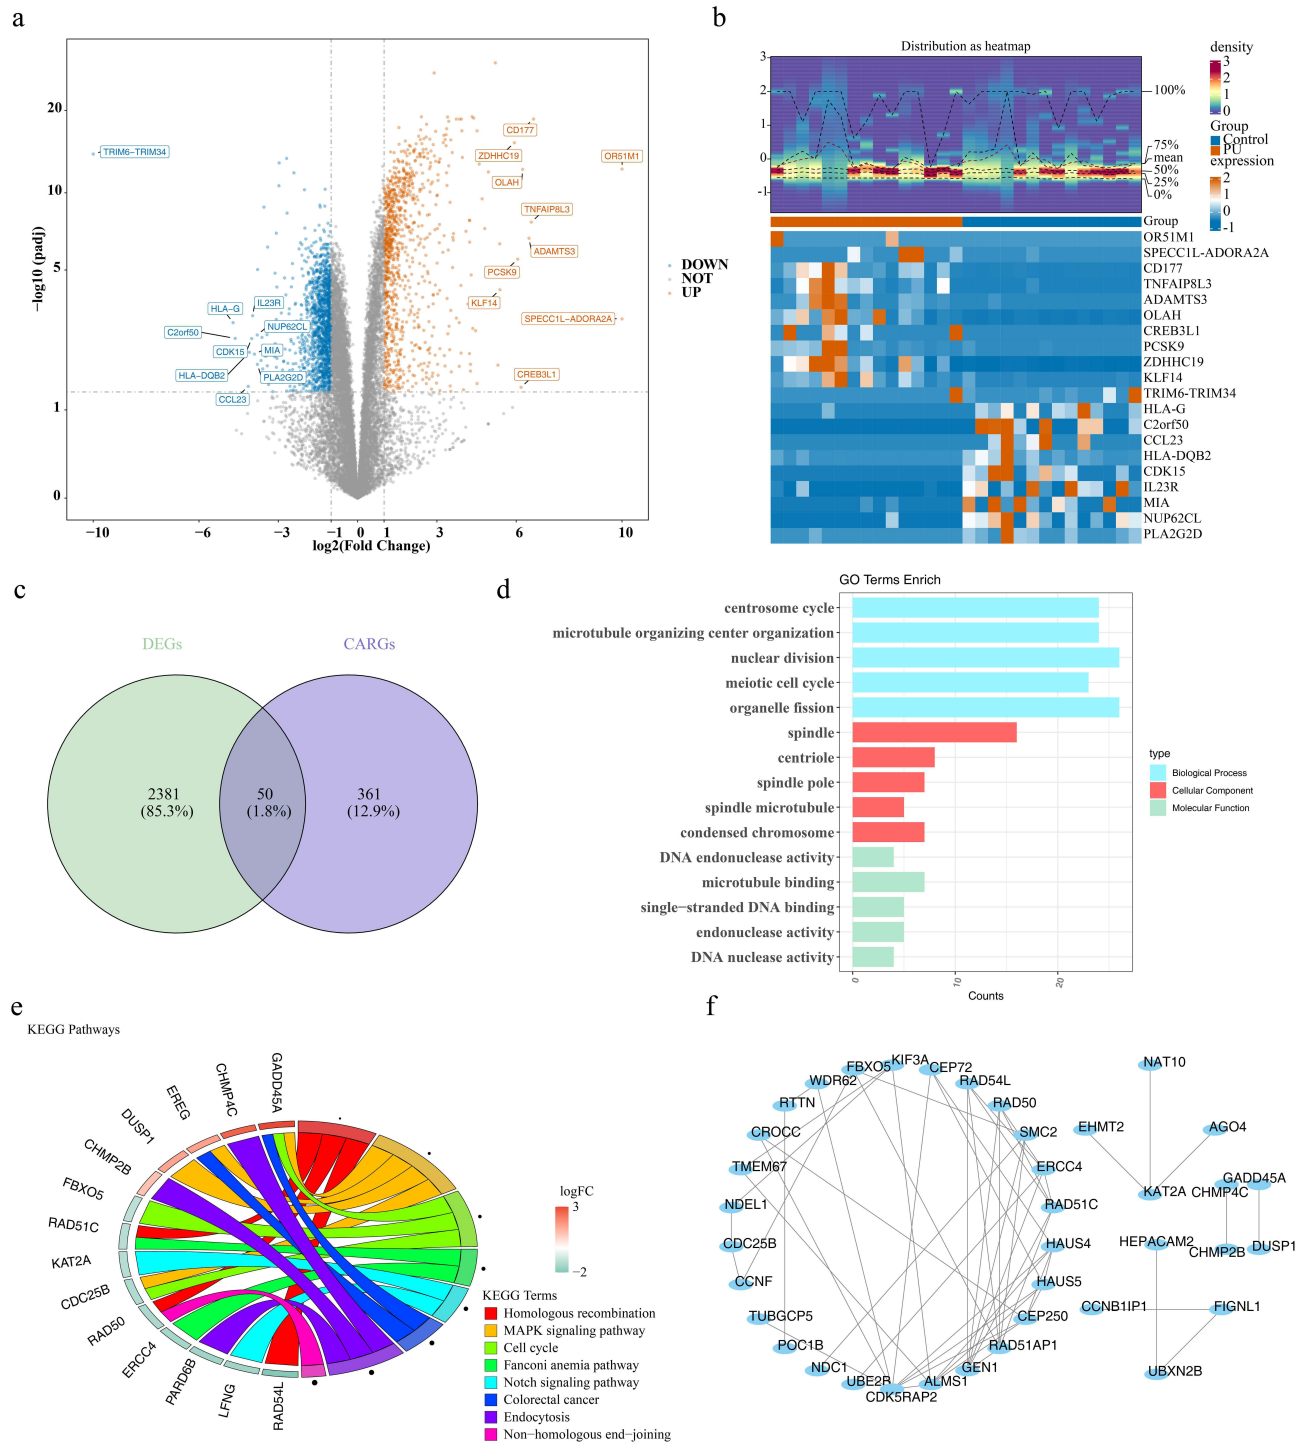 a
−log10 (padj)
20
10
5
1
0
−10
−6
−3
−1
0
1
3
6
10
log2(Fold Change)
TRIM6−TRIM34
HLA−G
IL23R
C2orf50
NUP62CL
CDK15
MIA
HLA−DQB2
PLA2G2D
CCL23
CD177
ZDHHC19
OR51M1
OLAH
TNFAIP8L3
ADAMTS3
PCSK9
KLF14
SPECC1L−ADORA2A
CREB3L1
DOWN
NOT
UP
b
Distribution as heatmap
3
2
1
0
-1
100%
75%
mean
50%
25%
0%
density
3
2
1
0
Group
Control
PU
expression
2
1
0
-1
Group
OR51M1
SPECC1L-ADORA2A
CD177
TNFAIP8L3
ADAMTS3
OLAH
CREB3L1
PCSK9
ZDHHC19
KLF14
TRIM6-TRIM34
HLA-G
C2orf50
CCL23
HLA-DQB2
CDK15
IL23R
MIA
NUP62CL
PLA2G2D
c
DEGs
CARGs
2381
(85.3%)
50
(1.8%)
361
(12.9%)
d
GO Terms Enrich
centrosome cycle
microtubule organizing center organization
nuclear division
meiotic cell cycle
organelle fission
spindle
centriole
spindle pole
spindle microtubule
condensed chromosome
DNA endonuclease activity
microtubule binding
single−stranded DNA binding
endonuclease activity
DNA nuclease activity
0
10
20
Counts
type
Biological Process
Cellular Component
Molecular Function
e
KEGG Pathways
GADD45A
CHMP4C
EREG
DUSP1
CHMP2B
FBXO5
RAD51C
KAT2A
CDC25B
RAD50
ERCC4
PARD6B
LFNG
RAD54L
logFC
3
−2
KEGG Terms
Homologous recombination
MAPK signaling pathway
Cell cycle
Fanconi anemia pathway
Notch signaling pathway
Colorectal cancer
Endocytosis
Non−homologous end−joining
f
KIF3A
FBXO5
CEP72
WDR62
RAD54L
RTTN
RAD50
CROCC
SMC2
TMEM67
ERCC4
NDEL1
RAD51C
CDC25B
HAUS4
CCNF
HAUS5
TUBGCP5
CEP250
POC1B
RAD51AP1
NDC1
GEN1
UBE2B
ALMS1
CDK5RAP2
NAT10
EHMT2
AGO4
KAT2A
GADD45A
CHMP4C
HEPACAM2
CHMP2B
DUSP1
CCNB1IP1
FIGNL1
UBXN2B